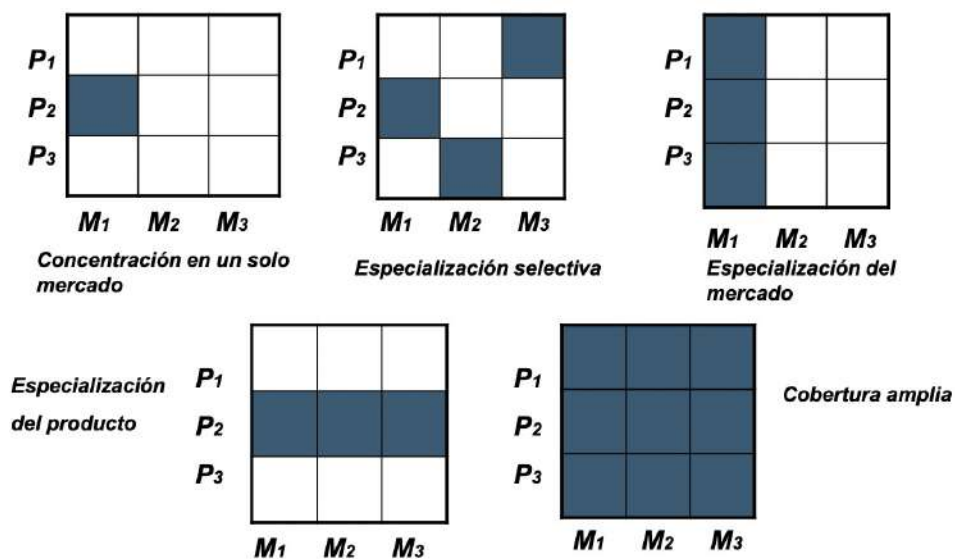 P1
P2
P3
M1 M2 M3
Concentración en un solo
mercado
P1
P2
P3
M1 M2 M3
Especialización selectiva
P1
P2
P3
M1 M2 M3
Especialización del
mercado
Especialización
del producto
P1
P2
P3
M1 M2 M3
P1
P2
P3
M1 M2 M3
Cobertura amplia